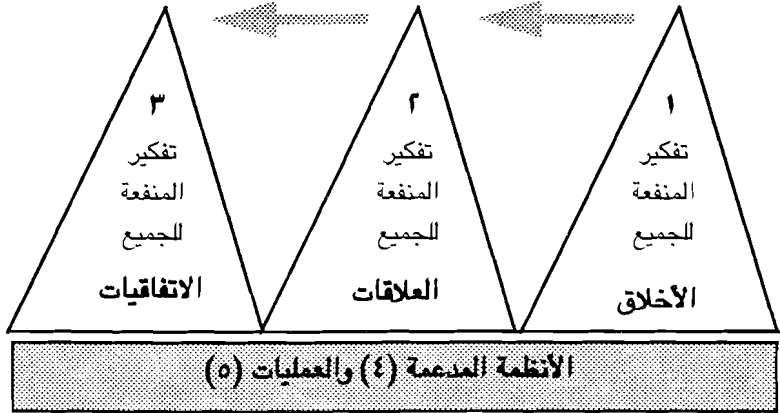 ١
تفكير
المنفعة
للجميع
الأخلاق
٢
تفكير
المنفعة
للجميع
العلاقات
٣
تفكير
المنفعة
للجميع
الاتفاقيات
الأنظمة المدعمة (٤) والعمليات (٥)